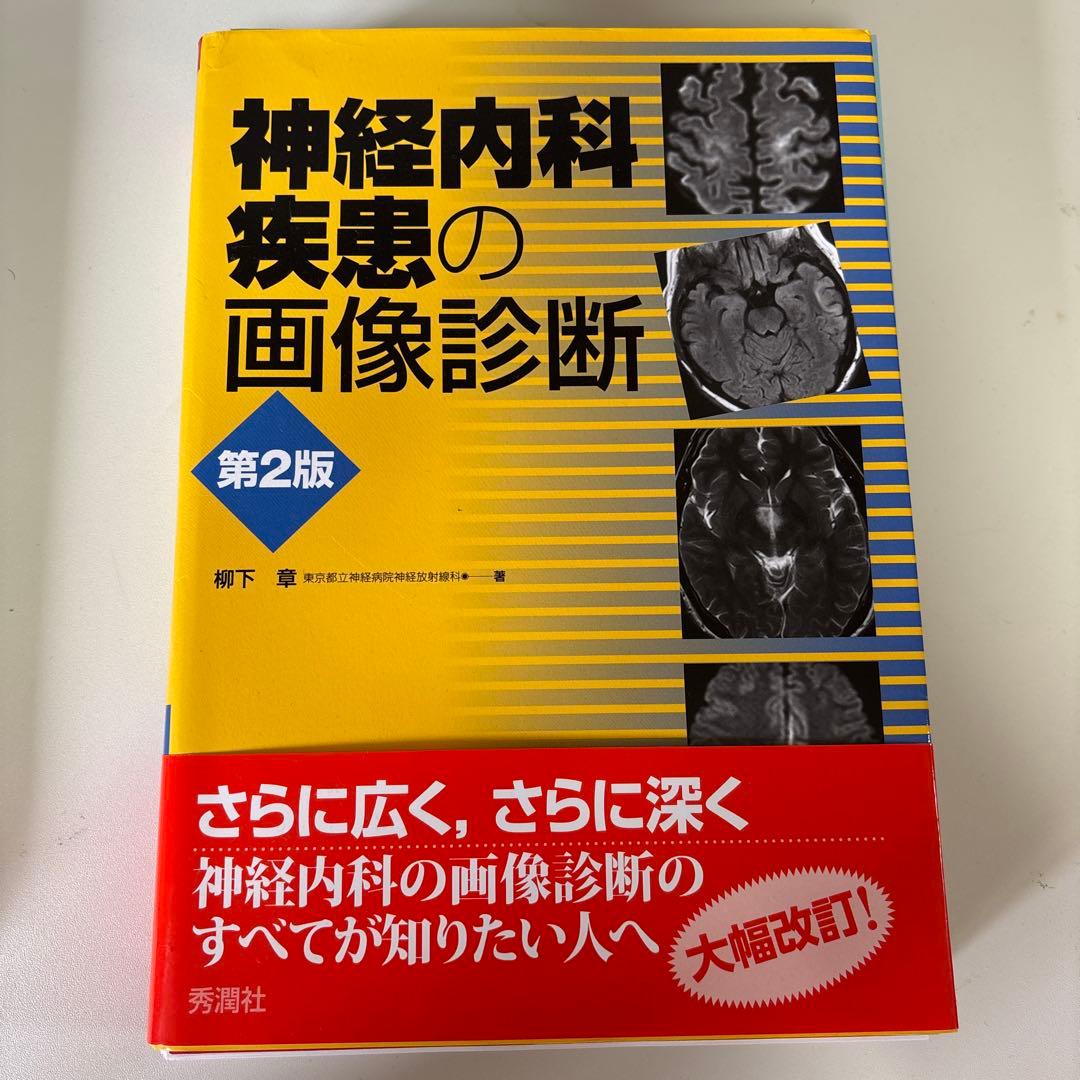 神経内科
疾患の
画像診断
第2版
柳下 章 東京都立神経病院神経放射線科●——著
さらに広く,さらに深く
神経内科の画像診断の
すべてが知りたい人へ
大幅改訂!
秀潤社